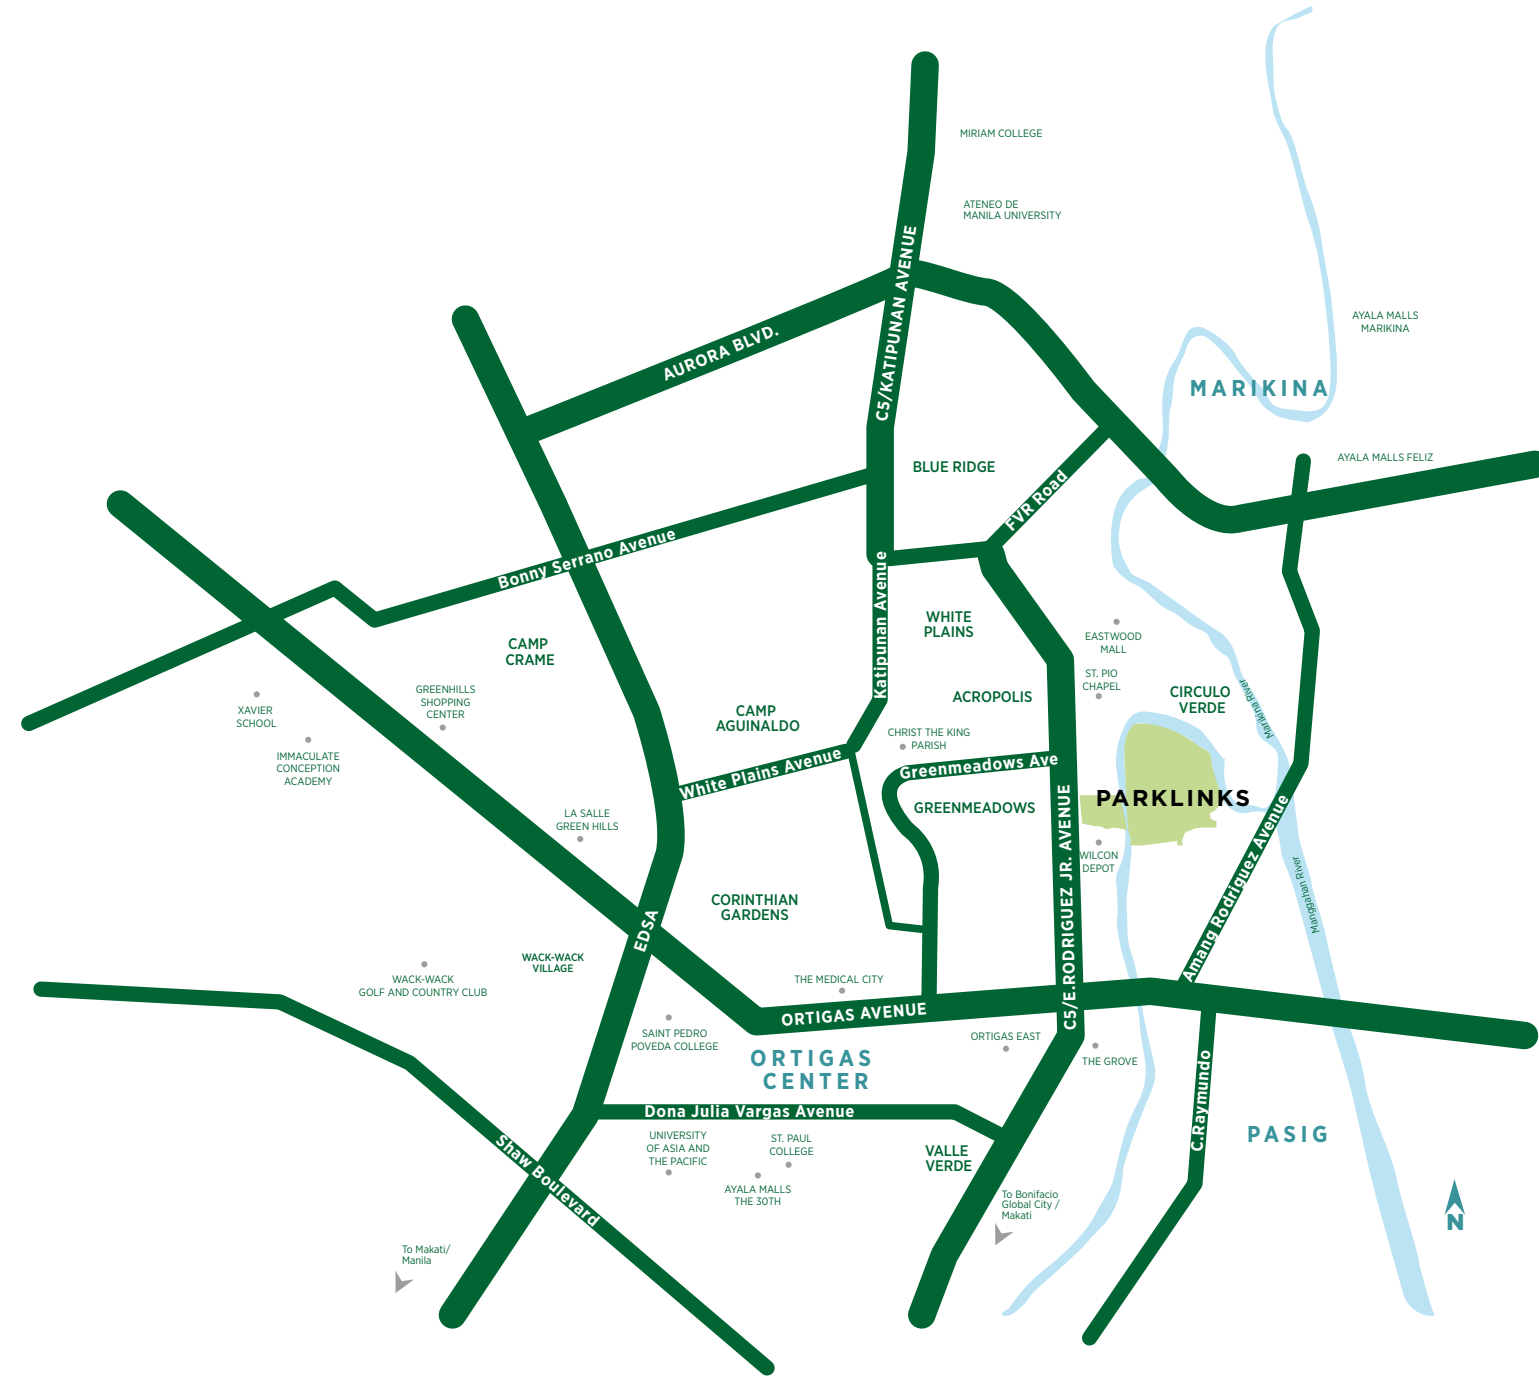 MIRIAM COLLEGE
ATENEO DE
MANILA UNIVERSITY
C5/KATIPUNAN AVENUE
AURORA BLVD.
AYALA MALLS
MARIKINA
MARIKINA
AYALA MALLS FELIZ
BLUE RIDGE
FVR Road
Bonny Serrano Avenue
Katipunan Avenue
WHITE
PLAINS
CAMP
CRAME
EASTWOOD
MALL
ST. PIO
CHAPEL
CIRCULO
VERDE
Marikina River
ACROPOLIS
GREENHILLS
SHOPPING
CENTER
XAVIER
SCHOOL
CAMP
AGUINALDO
CHRIST THE KING
PARISH
IMMACULATE
CONCEPTION
ACADEMY
White Plains Avenue
Greenmeadows Ave
GREENMEADOWS
PARKLINKS
LA SALLE
GREEN HILLS
C5/E.RODRIGUEZ JR. AVENUE
WILCON
DEPOT
Amang Rodriguez Avenue
Manggahan River
CORINTHIAN
GARDENS
EDSA
WACK-WACK
VILLAGE
WACK-WACK
GOLF AND COUNTRY CLUB
THE MEDICAL CITY
ORTIGAS AVENUE
SAINT PEDRO
POVEDA COLLEGE
ORTIGAS EAST
THE GROVE
ORTIGAS
CENTER
C.Raymundo
Dona Julia Vargas Avenue
PASIG
UNIVERSITY
OF ASIA AND
THE PACIFIC
ST. PAUL
COLLEGE
VALLE
VERDE
Shaw Boulevard
AYALA MALLS
THE 30TH
To Bonifacio
Global City /
Makati
N
To Makati/
Manila